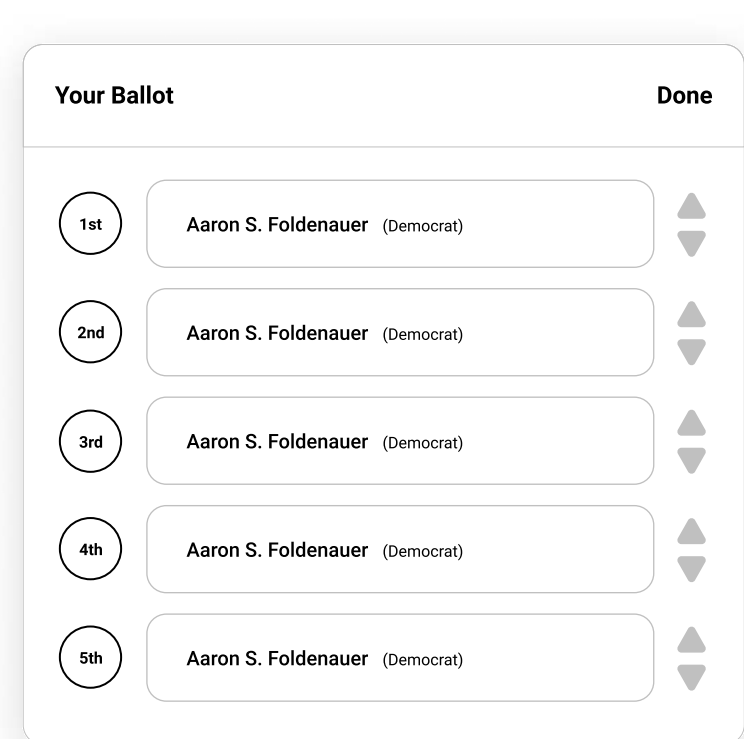 Your Ballot Done
1st Aaron S. Foldenauer (Democrat)
2nd Aaron S. Foldenauer (Democrat)
3rd Aaron S. Foldenauer (Democrat)
4th Aaron S. Foldenauer (Democrat)
5th Aaron S. Foldenauer (Democrat)